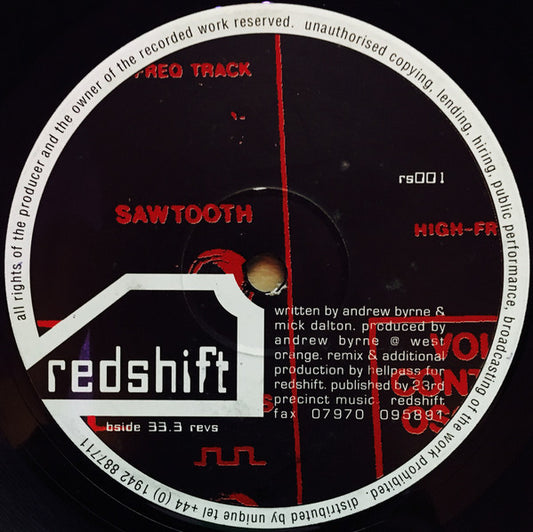 all rights of the producer and the owner of the recorded work reserved. unauthorised copying, lending, hiring, public performance, broadcasting of the work prohibited. distributed by unique tel +44 (0) 1942 887711
FREQ TRACK
rs001
SAWTOOTH
HIGH-FR
written by andrew byrne &
mick dalton. produced by
andrew byrne @ west
orange. remix & additional
production by hellpass for
redshift. published by 23rd
precinct music. redshift
fax 07970 095891
redshift
VOL
CONT
OSC
S
bside 33.3 revs